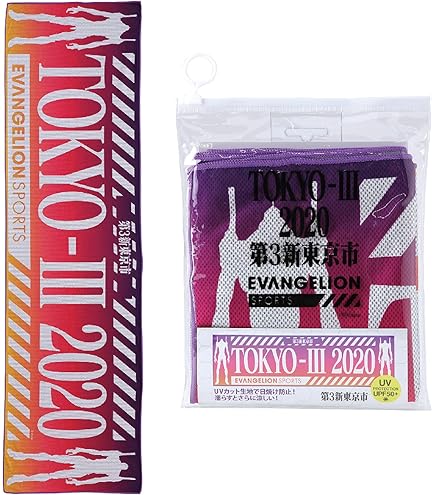 TOKYO-III 2020
EVANGELION SPORTS
第3新東京市
TOKYO-III
2020
第3新東京市
EVANGELION
SPORTS
TOKYO-III 2020
EVANGELION SPORTS
UVカット生地で日焼け防止!
濡らすとさらに涼しい!
第3新東京市
UV
PROTECTION
UPF50+